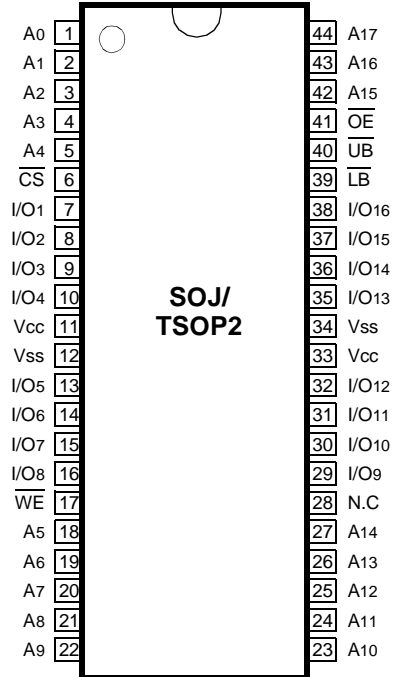 A0 1 44 A17
A1 2 43 A16
A2 3 42 A15
A3 4 41 OE
A4 5 40 UB
CS 6 39 LB
I/O1 7 38 I/O16
I/O2 8 37 I/O15
I/O3 9 36 I/O14
I/O4 10 35 I/O13
Vcc 11 34 Vss
Vss 12 33 Vcc
I/O5 13 32 I/O12
I/O6 14 31 I/O11
I/O7 15 30 I/O10
I/O8 16 29 I/O9
WE 17 28 N.C
A5 18 27 A14
A6 19 26 A13
A7 20 25 A12
A8 21 24 A11
A9 22 23 A10
SOJ/
TSOP2